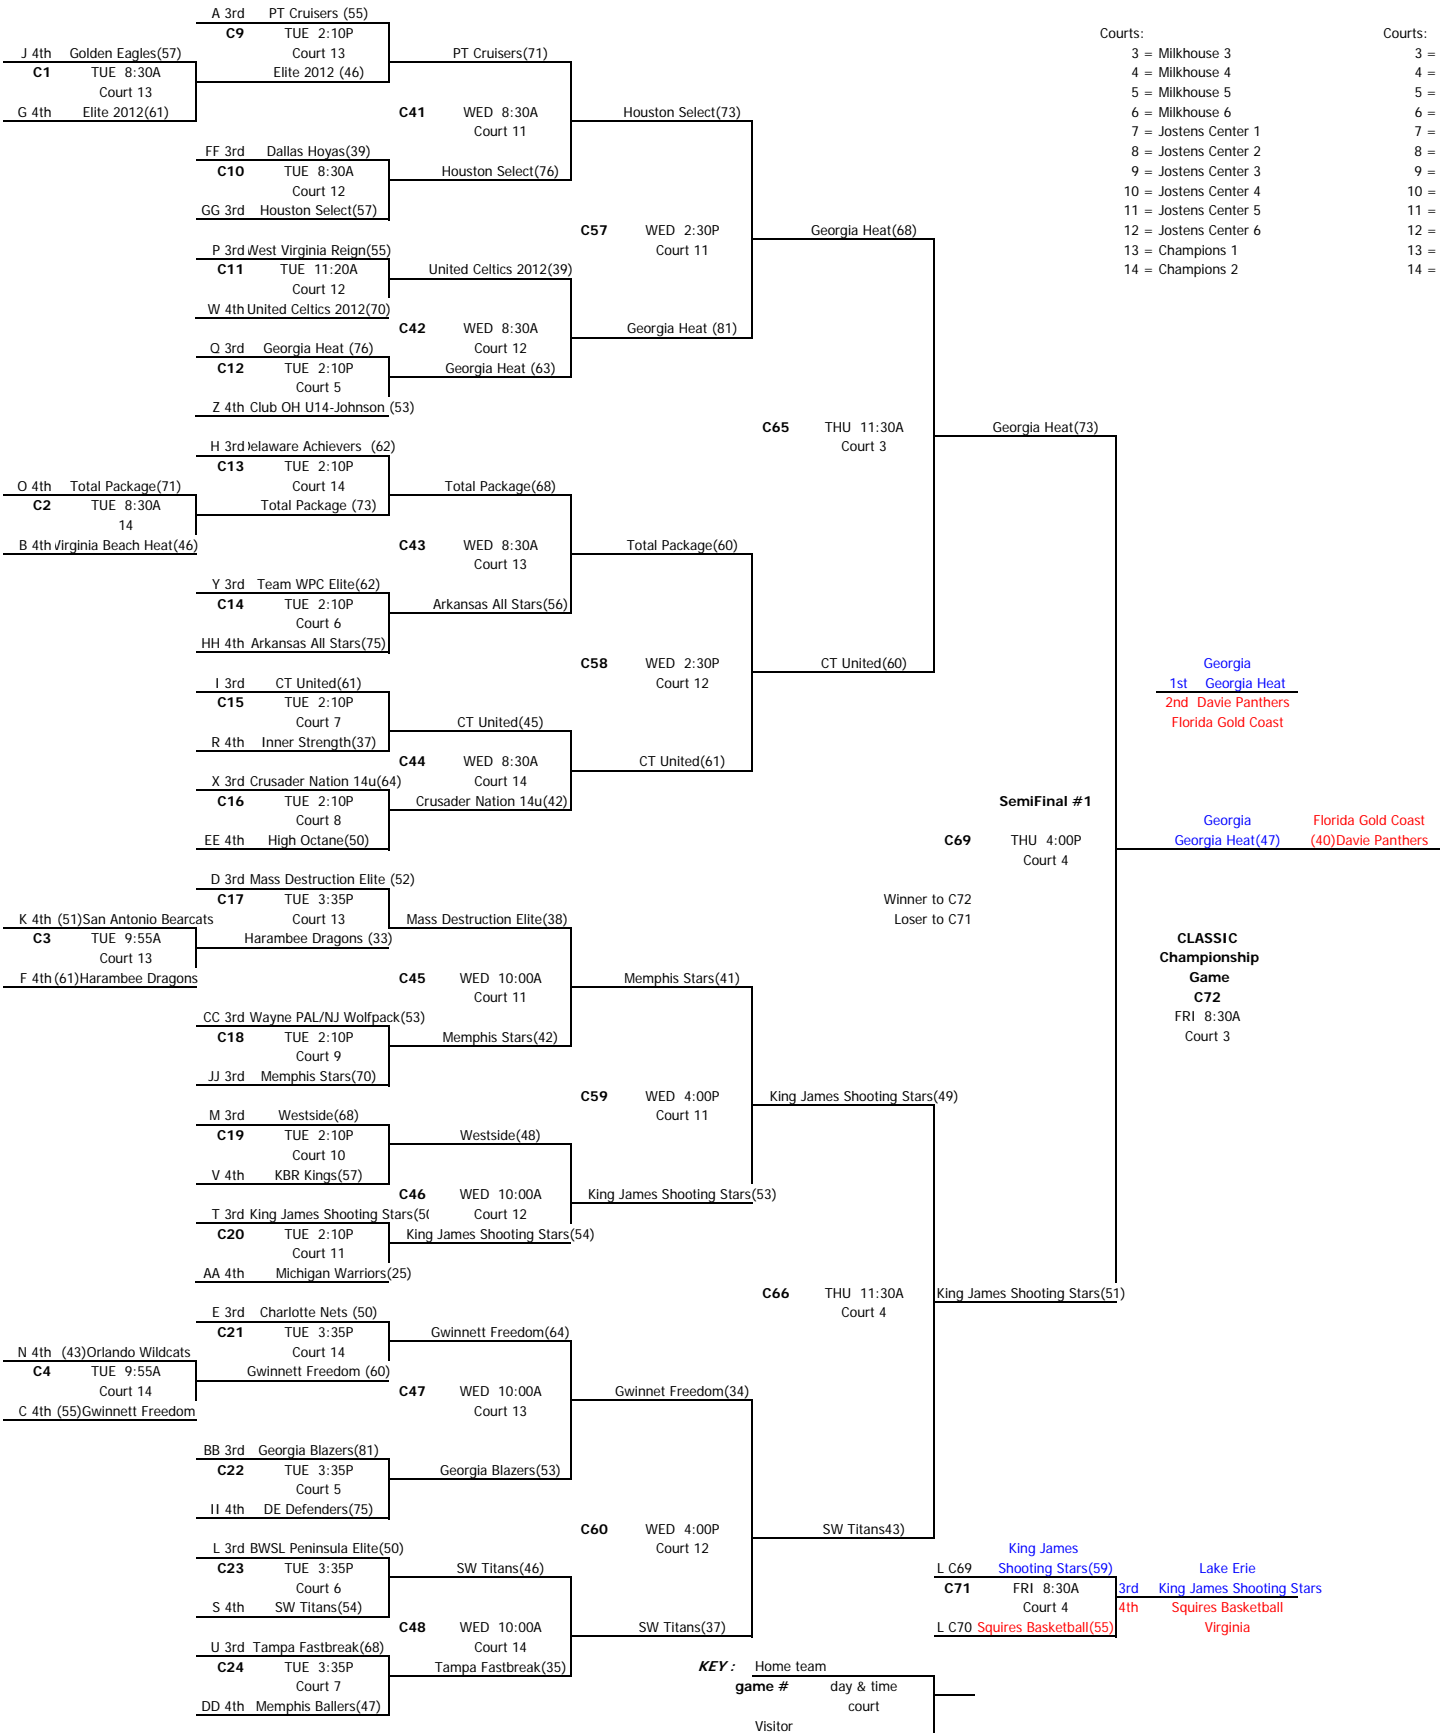 A 3rd PT Cruisers (55)
C9 TUE 2:10P
Courts: Courts:
J 4th Golden Eagles(57) Court 13 PT Cruisers(71) 3 = Milkhouse 3 3 =
C1 TUE 8:30A Elite 2012 (46) 4 = Milkhouse 4 4 =
Court 13 5 = Milkhouse 5 5 =
G 4th Elite 2012(61) C41 WED 8:30A Houston Select(73) 6 = Milkhouse 6 6 =
Court 11 7 = Jostens Center 1 7 =
FF 3rd Dallas Hoyas(39) 8 = Jostens Center 2 8 =
C10 TUE 8:30A Houston Select(76) 9 = Jostens Center 3 9 =
Court 12 10 = Jostens Center 4 10 =
GG 3rd Houston Select(57) 11 = Jostens Center 5 11 =
C57 WED 2:30P Georgia Heat(68) 12 = Jostens Center 6 12 =
P 3rd West Virginia Reign(55) Court 11 13 = Champions 1 13 =
C11 TUE 11:20A United Celtics 2012(39) 14 = Champions 2 14 =
Court 12
W 4th United Celtics 2012(70)
C42 WED 8:30A Georgia Heat (81)
Q 3rd Georgia Heat (76) Court 12
C12 TUE 2:10P Georgia Heat (63)
Court 5
Z 4th Club OH U14-Johnson (53)
C65 THU 11:30A Georgia Heat(73)
H 3rd elaware Achievers (62) Court 3
C13 TUE 2:10P
O 4th Total Package(71) Court 14 Total Package(68)
C2 TUE 8:30A Total Package (73)
14
B 4th Virginia Beach Heat(46) C43 WED 8:30A Total Package(60)
Court 13
Y 3rd Team WPC Elite(62)
C14 TUE 2:10P Arkansas All Stars(56)
Court 6
HH 4th Arkansas All Stars(75)
C58 WED 2:30P CT United(60) Georgia
I 3rd CT United(61) Court 12 1st Georgia Heat
C15 TUE 2:10P 2nd Davie Panthers
Court 7 CT United(45) Florida Gold Coast
R 4th Inner Strength(37)
C44 WED 8:30A CT United(61)
X 3rd Crusader Nation 14u(64) Court 14
C16 TUE 2:10P Crusader Nation 14u(42) SemiFinal #1
Court 8 Georgia Florida Gold Coast
EE 4th High Octane(50) C69 THU 4:00P Georgia Heat(47) (40)Davie Panthers
Court 4
D 3rd Mass Destruction Elite (52)
C17 TUE 3:35P Winner to C72
K 4th (51)San Antonio Bearcats Court 13 Mass Destruction Elite(38) Loser to C71
C3 TUE 9:55A Harambee Dragons (33) CLASSIC
Court 13 Championship
F 4th (61)Harambee Dragons C45 WED 10:00A Memphis Stars(41) Game
Court 11 C72
CC 3rd Wayne PAL/NJ Wolfpack(53) FRI 8:30A
C18 TUE 2:10P Memphis Stars(42) Court 3
Court 9
JJ 3rd Memphis Stars(70)
C59 WED 4:00P King James Shooting Stars(49)
M 3rd Westside(68) Court 11
C19 TUE 2:10P Westside(48)
Court 10
V 4th KBR Kings(57)
C46 WED 10:00A King James Shooting Stars(53)
T 3rd King James Shooting Stars(50 Court 12
C20 TUE 2:10P King James Shooting Stars(54)
Court 11
AA 4th Michigan Warriors(25)
C66 THU 11:30A King James Shooting Stars(51)
E 3rd Charlotte Nets (50) Court 4
C21 TUE 3:35P Gwinnett Freedom(64)
N 4th (43)Orlando Wildcats Court 14
C4 TUE 9:55A Gwinnett Freedom (60)
Court 14 C47 WED 10:00A Gwinnet Freedom(34)
C 4th (55)Gwinnett Freedom Court 13
BB 3rd Georgia Blazers(81)
C22 TUE 3:35P Georgia Blazers(53)
Court 5
II 4th DE Defenders(75)
C60 WED 4:00P SW Titans43)
L 3rd BWSL Peninsula Elite(50) Court 12 King James
C23 TUE 3:35P SW Titans(46) L C69 Shooting Stars(59) Lake Erie
Court 6 C71 FRI 8:30A 3rd King James Shooting Stars
S 4th SW Titans(54) Court 4 4th Squires Basketball
C48 WED 10:00A SW Titans(37) L C70 Squires Basketball(55) Virginia
U 3rd Tampa Fastbreak(68) Court 14
C24 TUE 3:35P Tampa Fastbreak(35) KEY : Home team
Court 7 game # day & time
DD 4th Memphis Ballers(47) court
Visitor